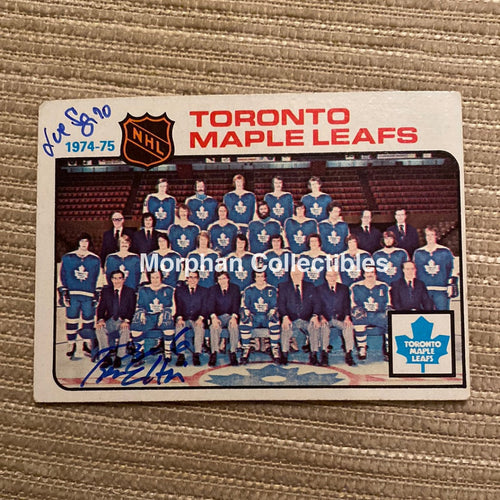 NHL
TORONTO
MAPLE LEAFS
1974-75
Morphan Collectibles
TORONTO
MAPLE
LEAFS